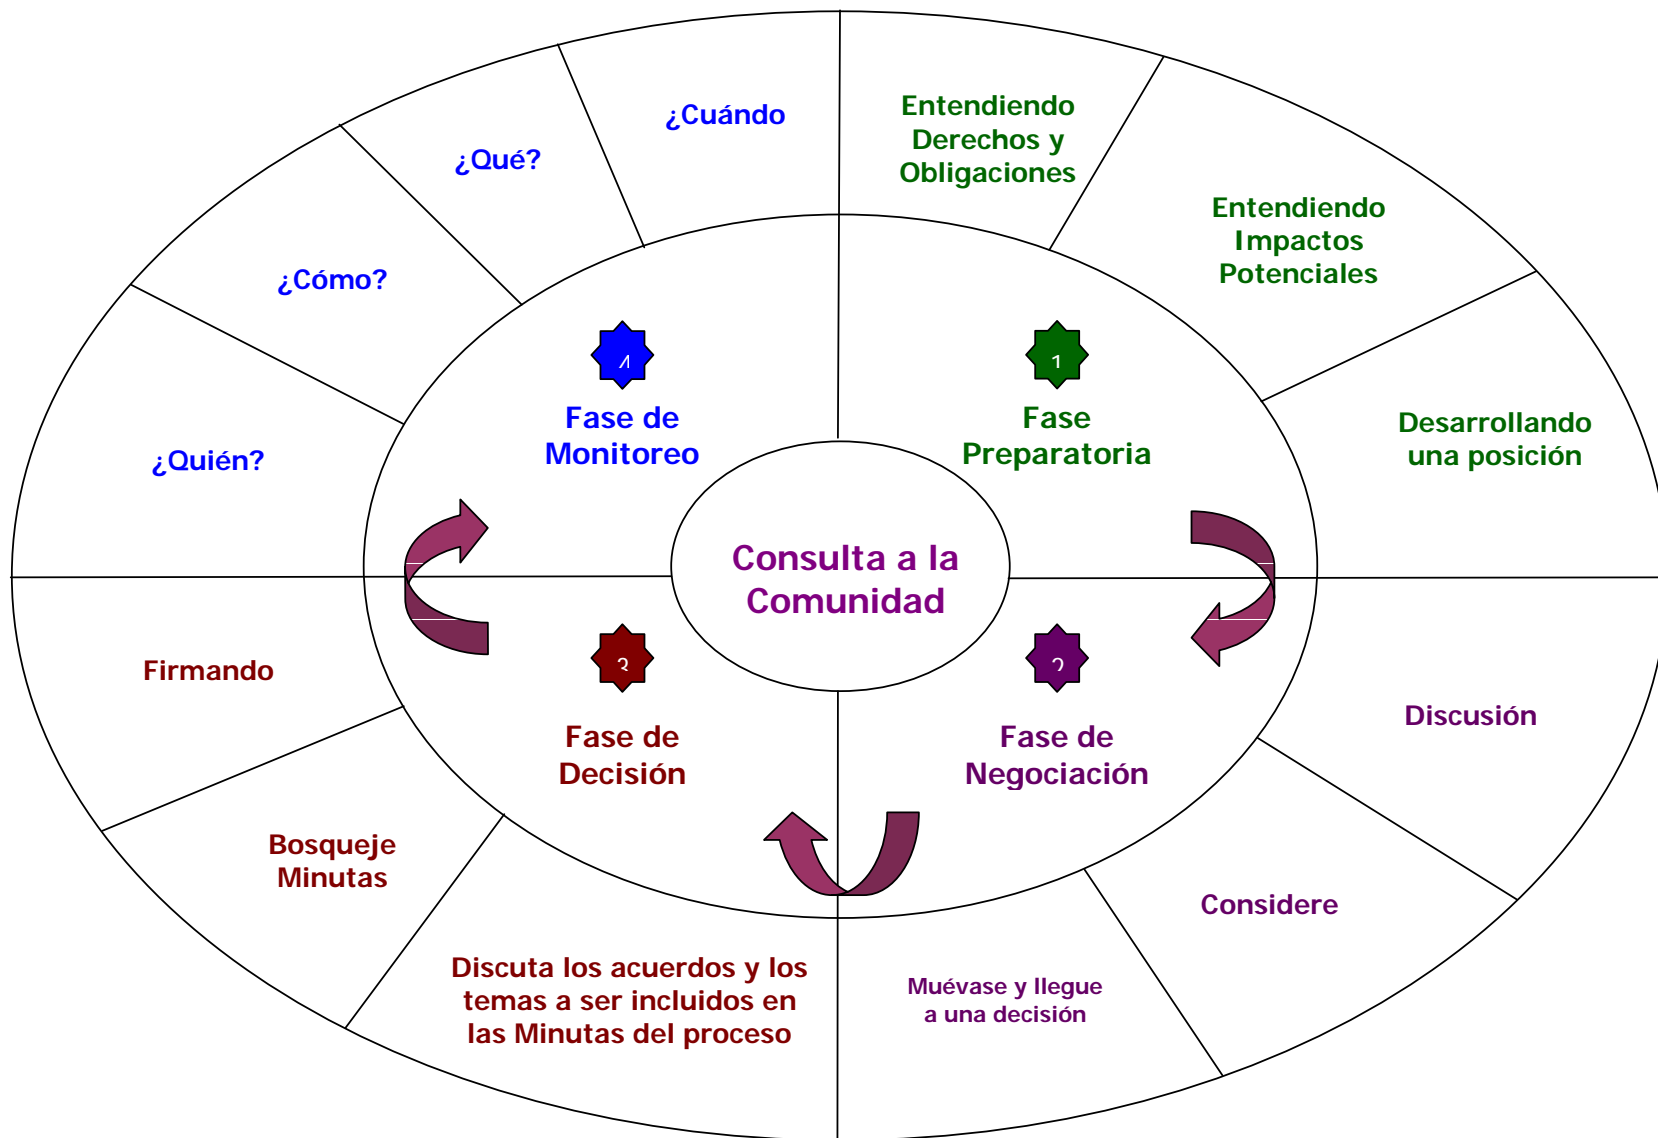 ¿Cuándo
¿Qué?
¿Cómo?
¿Quién?
Entendiendo
Derechos y
Obligaciones
Entendiendo
Impactos
Potenciales
Desarrollando
una posición
4
Fase de
Monitoreo
1
Fase
Preparatoria
Consulta a la
Comunidad
3
Fase de
Decisión
2
Fase de
Negociación
Discusión
Considere
Muévase y llegue
a una decisión
Discuta los acuerdos y los
temas a ser incluidos en
las Minutas del proceso
Bosqueje
Minutas
Firmando